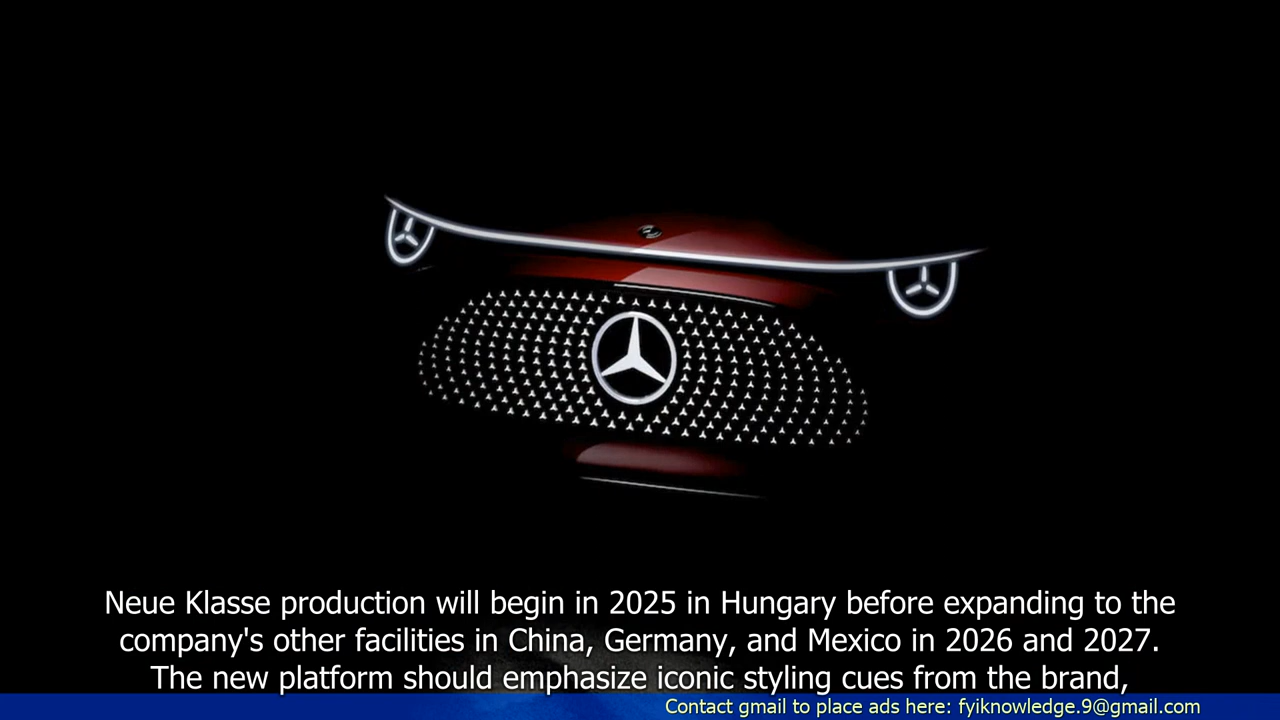 Neue Klasse production will begin in 2025 in Hungary before expanding to the
company's other facilities in China, Germany, and Mexico in 2026 and 2027.
The new platform should emphasize iconic styling cues from the brand,
Contact gmail to place ads here: fyiknowledge.9@gmail.com